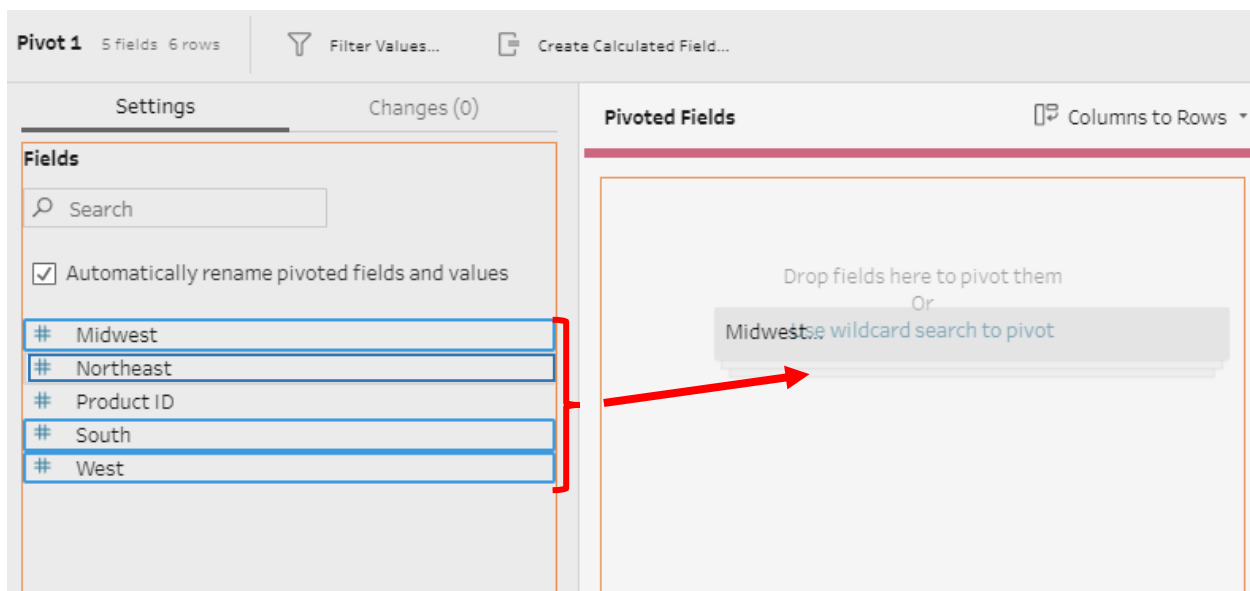 Pivot 1 5 fields 6 rows Filter Values... Create Calculated Field...
Settings Changes (0)
Fields
Search
Automatically rename pivoted fields and values
# Midwest
# Northeast
# Product ID
# South
# West
Pivoted Fields Columns to Rows
Drop fields here to pivot them
Or
Midwest... Use wildcard search to pivot